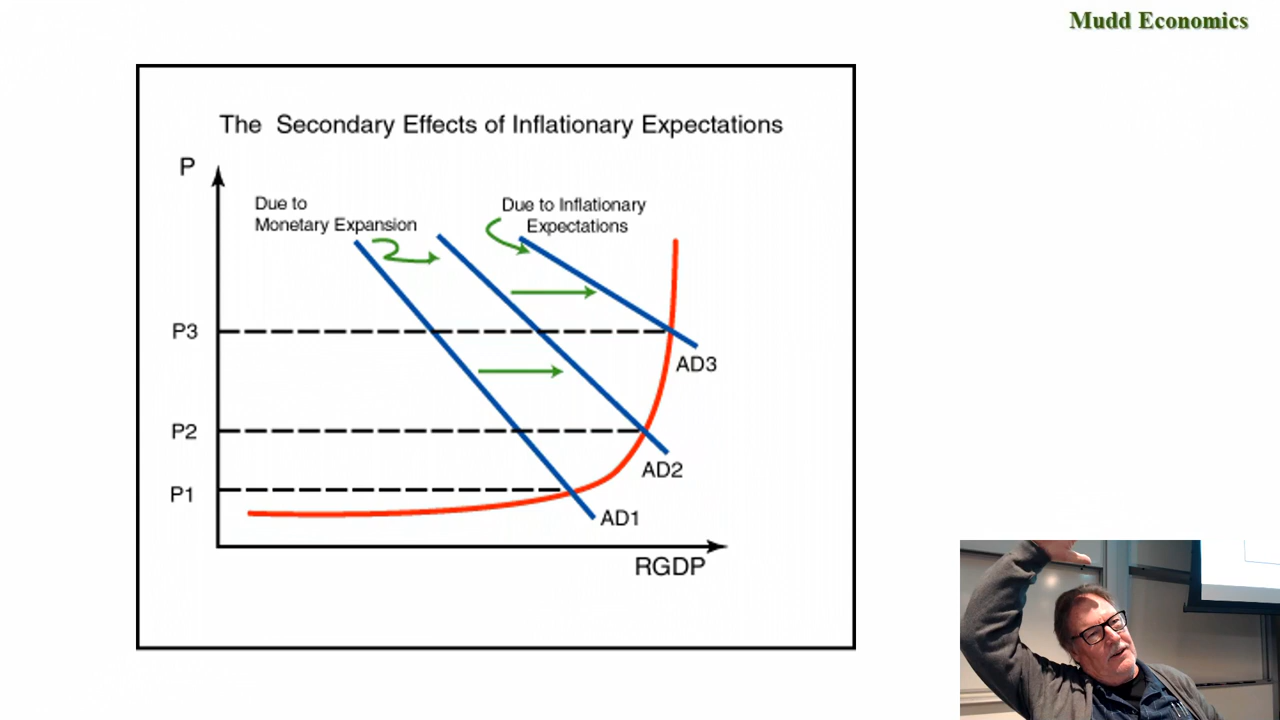 Mudd Economics
The Secondary Effects of Inflationary Expectations
P
Due to
Monetary Expansion
Due to Inflationary
Expectations
P3
AD3
P2
AD2
P1
AD1
RGDP